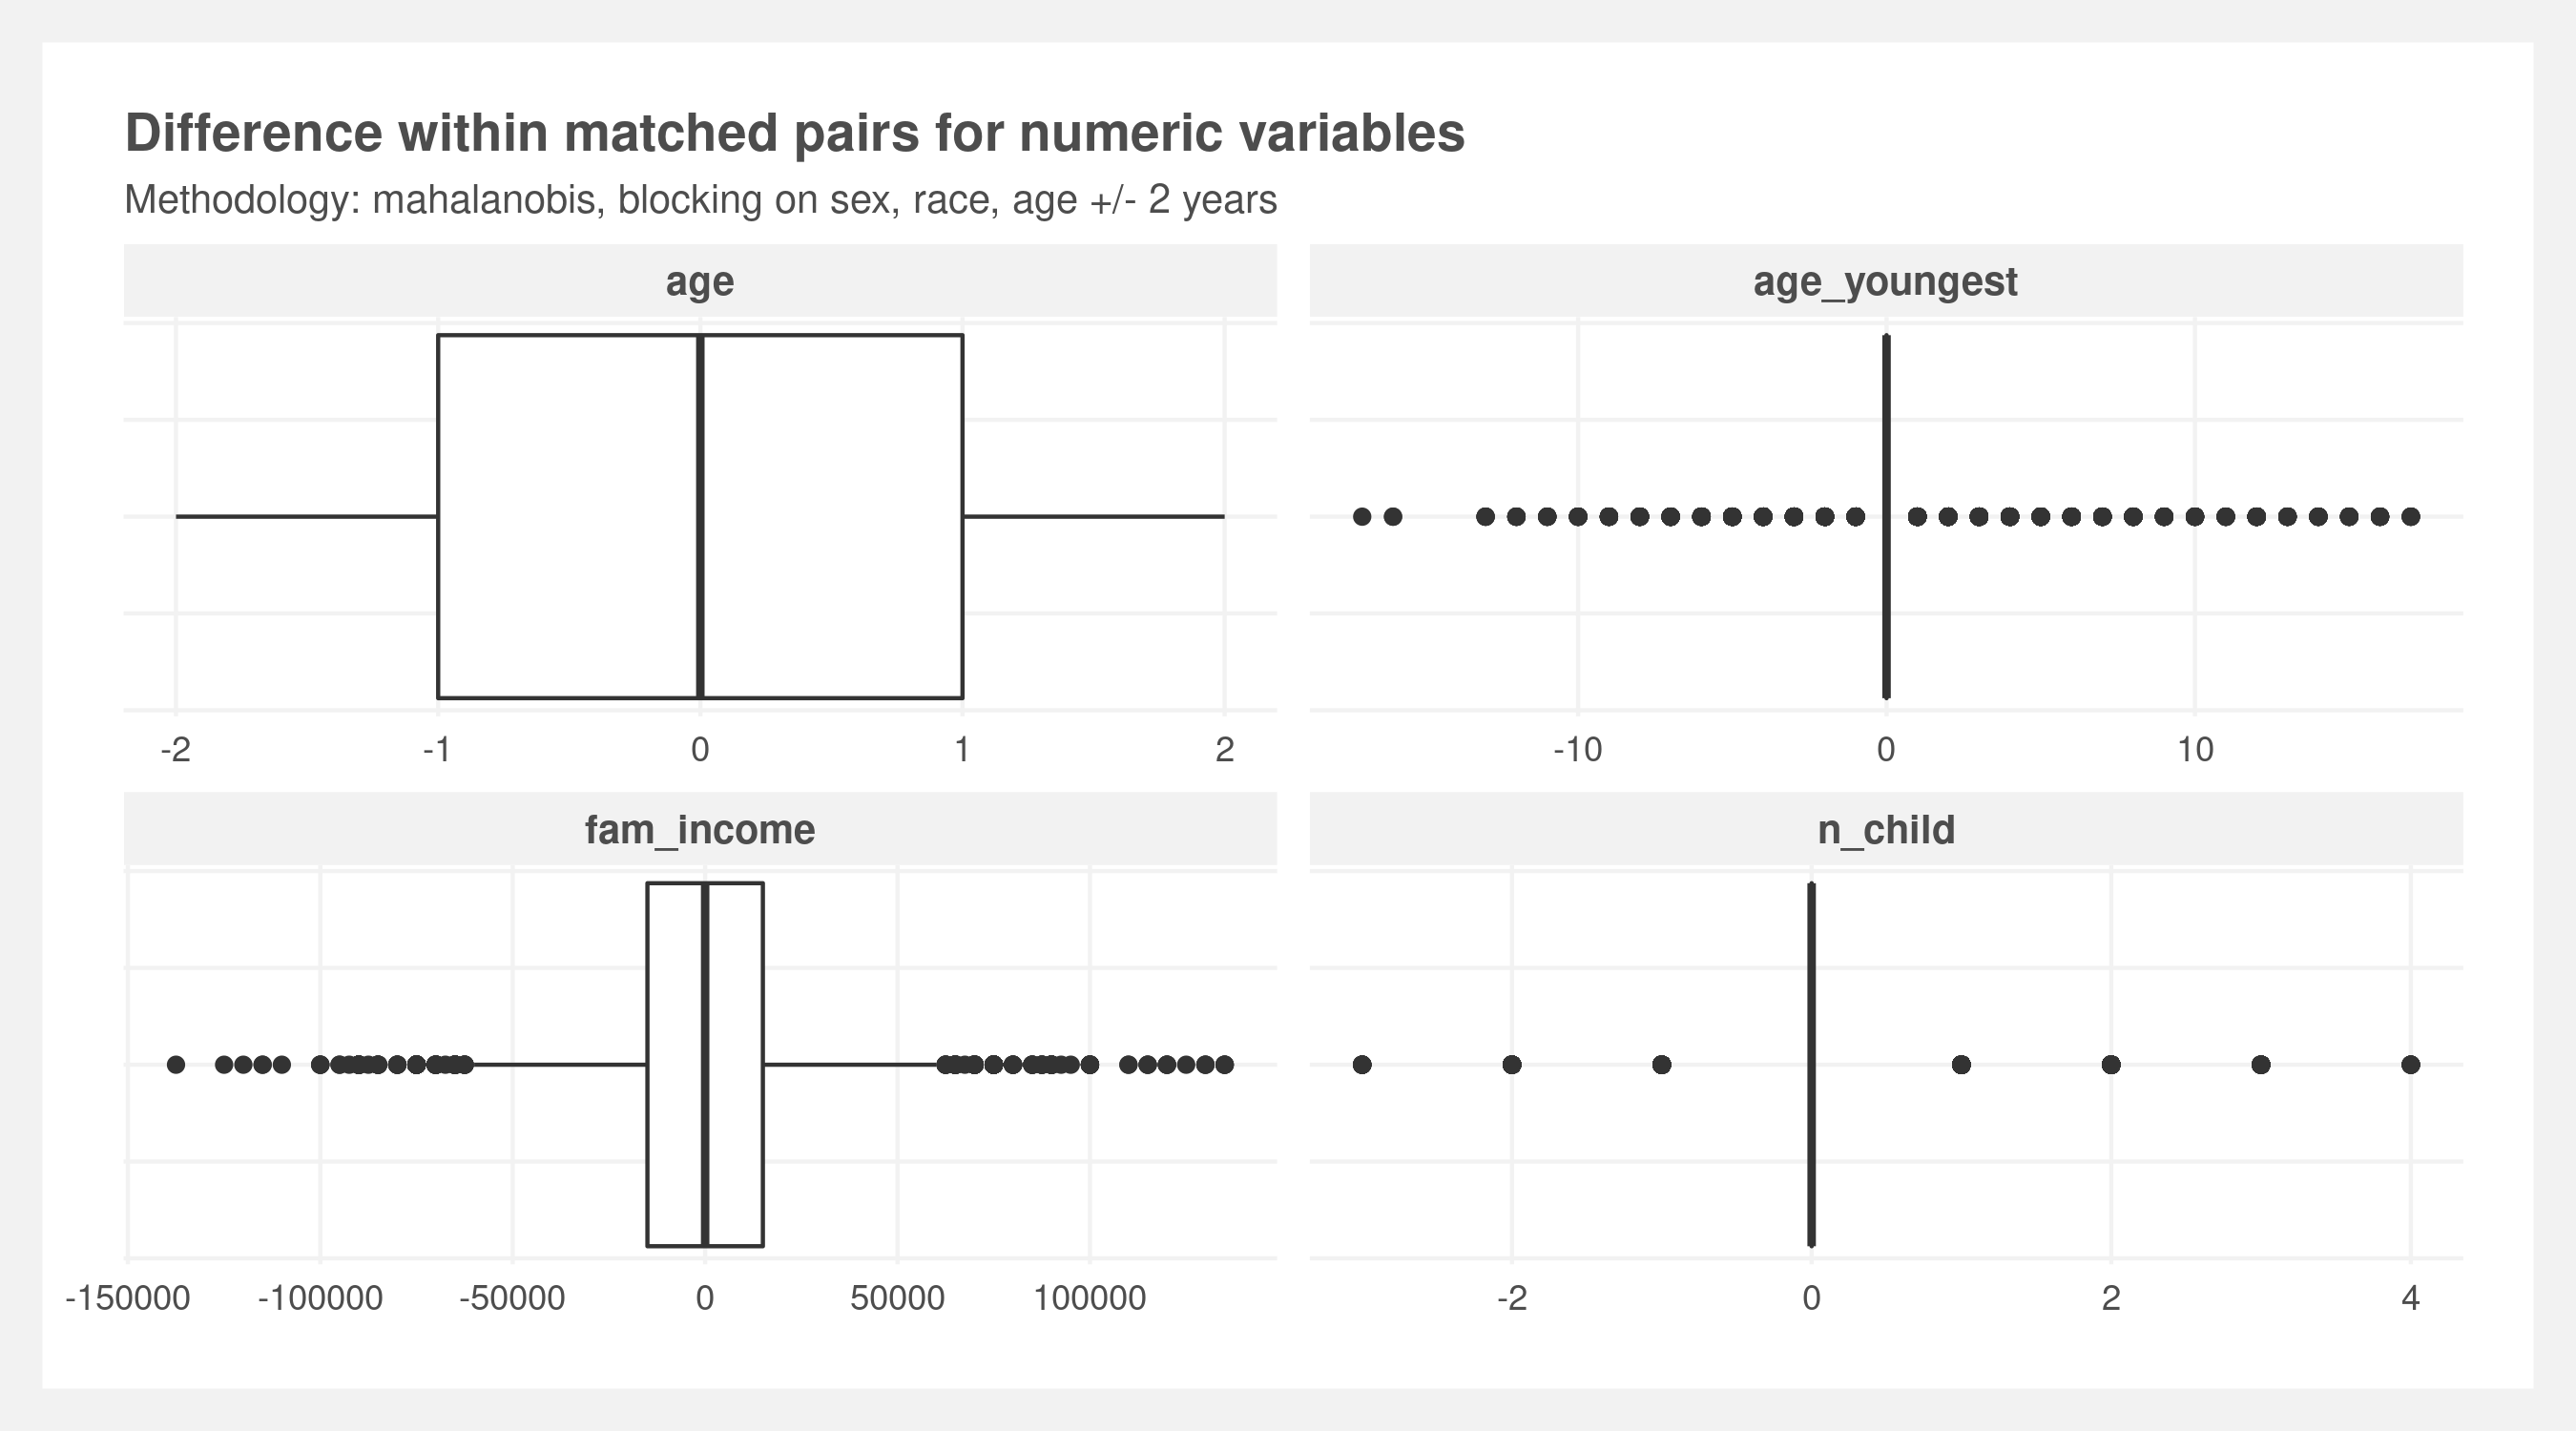 Difference within matched pairs for numeric variables
Methodology: mahalanobis, blocking on sex, race, age +/- 2 years
age
age_youngest
-2 -1 0 1 2
-10 0 10
fam_income
n_child
-150000 -100000 -50000 0 50000 100000
-2 0 2 4